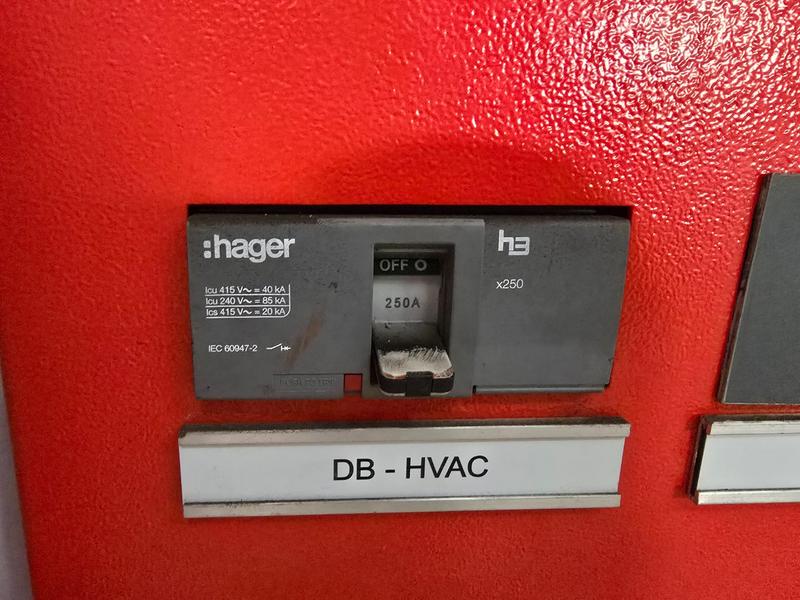 :hager
h3
Icu 415 V~ = 40 kA
Icu 240 V~ = 85 kA
Ics 415 V~ = 20 kA
x250
IEC 60947-2
OFF O
250A
DB - HVAC